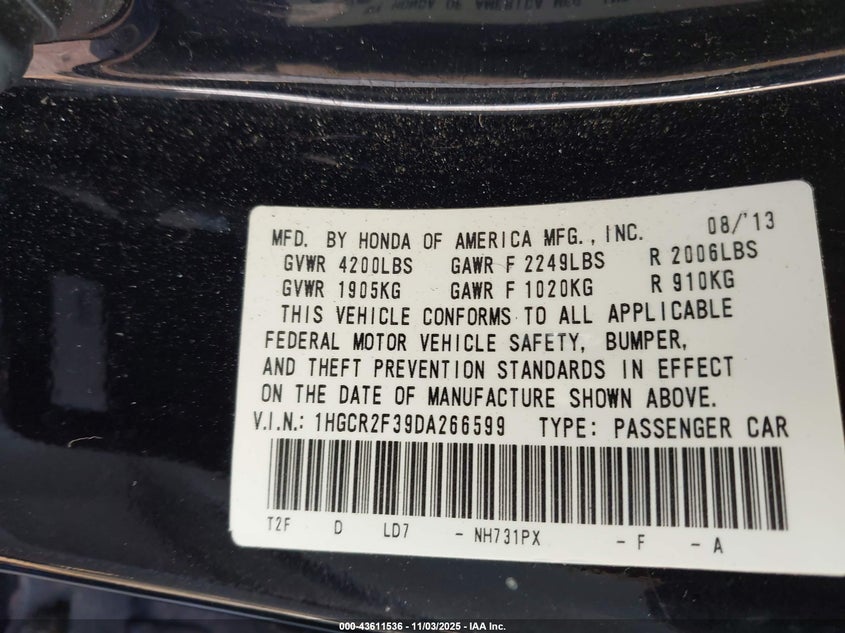 MFD. BY HONDA OF AMERICA MFG., INC. 08/'13
GVWR 4200LBS GAWR F 2249LBS R 2006LBS
GVWR 1905KG GAWR F 1020KG R 910KG
THIS VEHICLE CONFORMS TO ALL APPLICABLE
FEDERAL MOTOR VEHICLE SAFETY, BUMPER,
AND THEFT PREVENTION STANDARDS IN EFFECT
ON THE DATE OF MANUFACTURE SHOWN ABOVE.
V.I.N.: 1HGCR2F39DA266599 TYPE: PASSENGER CAR
T2F D LD7 - NH731PX - F - A
000-43611536 - 11/03/2025 - IAA Inc.